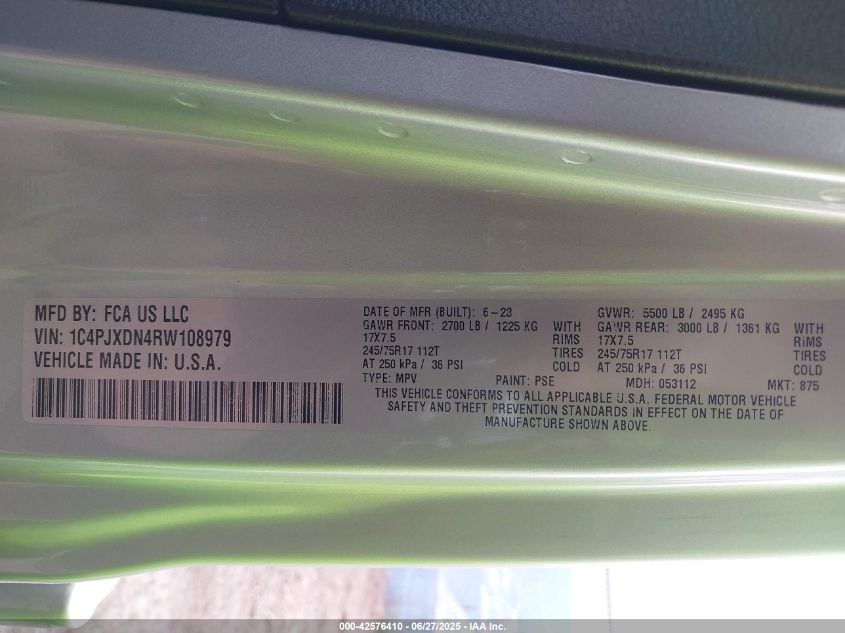 MFD BY: FCA US LLC
VIN: 1C4PJXDN4RW108979
VEHICLE MADE IN: U.S.A.
DATE OF MFR (BUILT): 6-23
GAWR FRONT: 2700 LB / 1225 KG WITH
17X7.5 RIMS
245/75R17 112T TIRES
AT 250 kPa / 36 PSI COLD
TYPE: MPV PAINT: PSE
GVWR: 5500 LB / 2495 KG
GAWR REAR: 3000 LB / 1361 KG WITH
17X7.5 RIMS
245/75R17 112T TIRES
AT 250 kPa / 36 PSI COLD
MDH: 053112 MKT: 875
THIS VEHICLE CONFORMS TO ALL APPLICABLE U.S.A. FEDERAL MOTOR VEHICLE
SAFETY AND THEFT PREVENTION STANDARDS IN EFFECT ON THE DATE OF
MANUFACTURE SHOWN ABOVE.
000-42576410 - 06/27/2025 - IAA Inc.